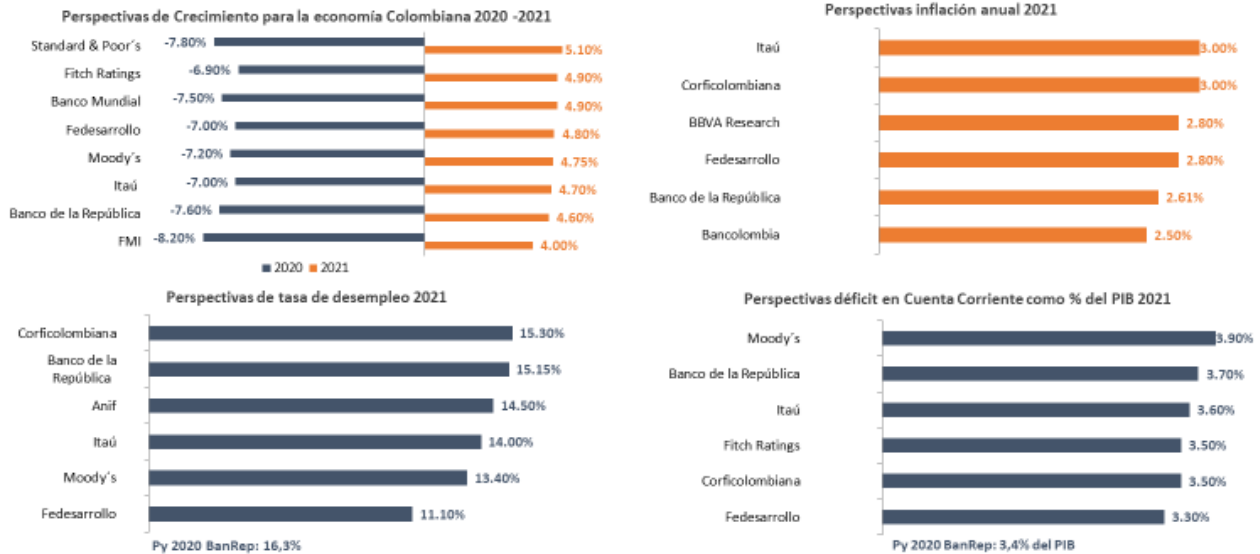 Perspectivas de Crecimiento para la economía Colombiana 2020 -2021
Standard & Poor´s -7.80% 5.10%
Fitch Ratings -6.90% 4.90%
Banco Mundial -7.50% 4.90%
Fedesarrollo -7.00% 4.80%
Moody´s -7.20% 4.75%
Itaú -7.00% 4.70%
Banco de la República -7.60% 4.60%
FMI -8.20% 4.00%
2020 2021
Perspectivas inflación anual 2021
Itaú 3.00%
Corficolombiana 3.00%
BBVA Research 2.80%
Fedesarrollo 2.80%
Banco de la República 2.61%
Bancolombia 2.50%
Perspectivas de tasa de desempleo 2021
Corficolombiana 15.30%
Banco de la
República 15.15%
Anif 14.50%
Itaú 14.00%
Moody´s 13.40%
Fedesarrollo 11.10%
Py 2020 BanRep: 16,3%
Perspectivas déficit en Cuenta Corriente como % del PIB 2021
Moody´s 3.90%
Banco de la República 3.70%
Itaú 3.60%
Fitch Ratings 3.50%
Corficolombiana 3.50%
Fedesarrollo 3.30%
Py 2020 BanRep: 3,4% del PIB